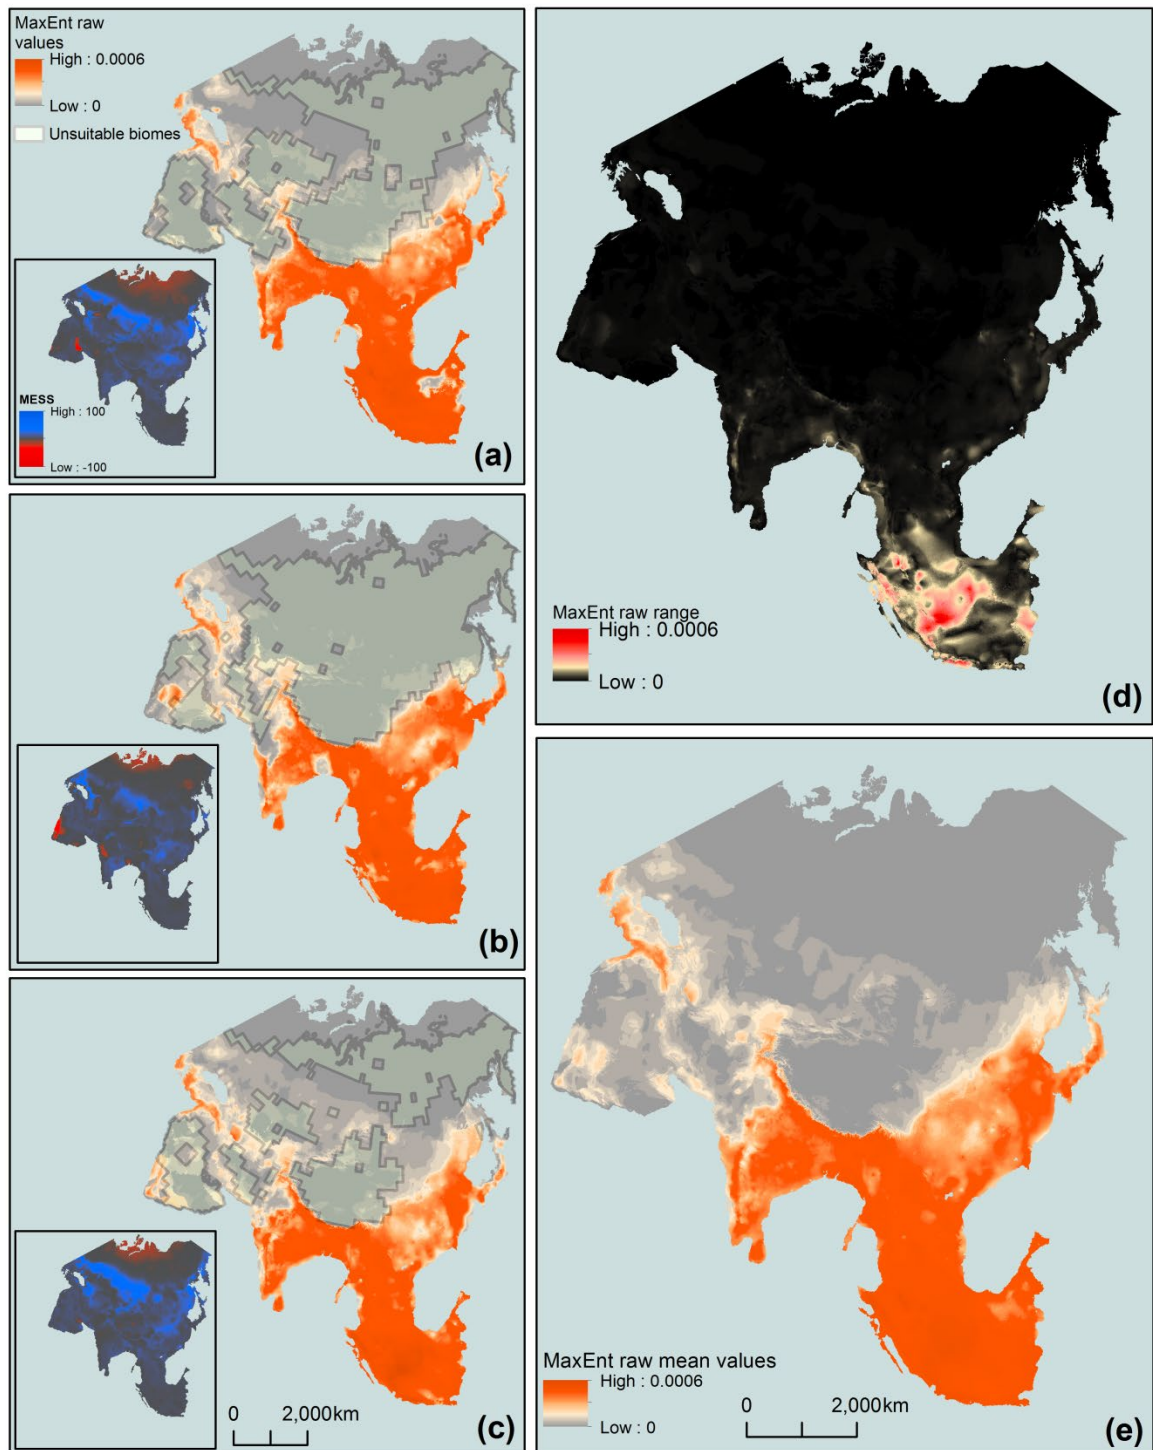 MaxEnt raw
values
High : 0.0006
Low : 0
Unsuitable biomes
MESS
High : 100
Low : -100
(a)
(b)
0 2,000km
(c)
MaxEnt raw range
High : 0.0006
Low : 0
(d)
MaxEnt raw mean values
High : 0.0006
Low : 0
0 2,000km
(e)